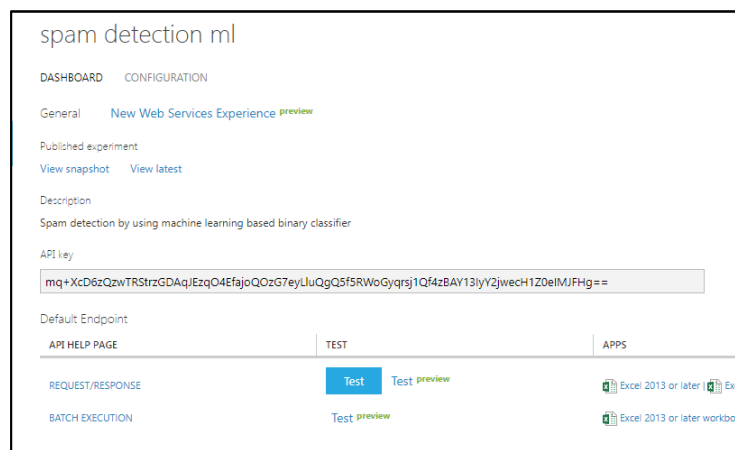 spam detection ml
DASHBOARD CONFIGURATION
General New Web Services Experience preview
Published experiment
View snapshot View latest
Description
Spam detection by using machine learning based binary classifier
API key
mq+XcD6zQzwTRStrzGDAqJEzqO4EfajoQOzG7eyLluQgQ5f5RWoGyqrsj1Qf4zBAY13IyY2jwecH1Z0eIMJFHg==
Default Endpoint
API HELP PAGE TEST APPS
REQUEST/RESPONSE Test Test preview Excel 2013 or later | Ex
BATCH EXECUTION Test preview Excel 2013 or later workbo